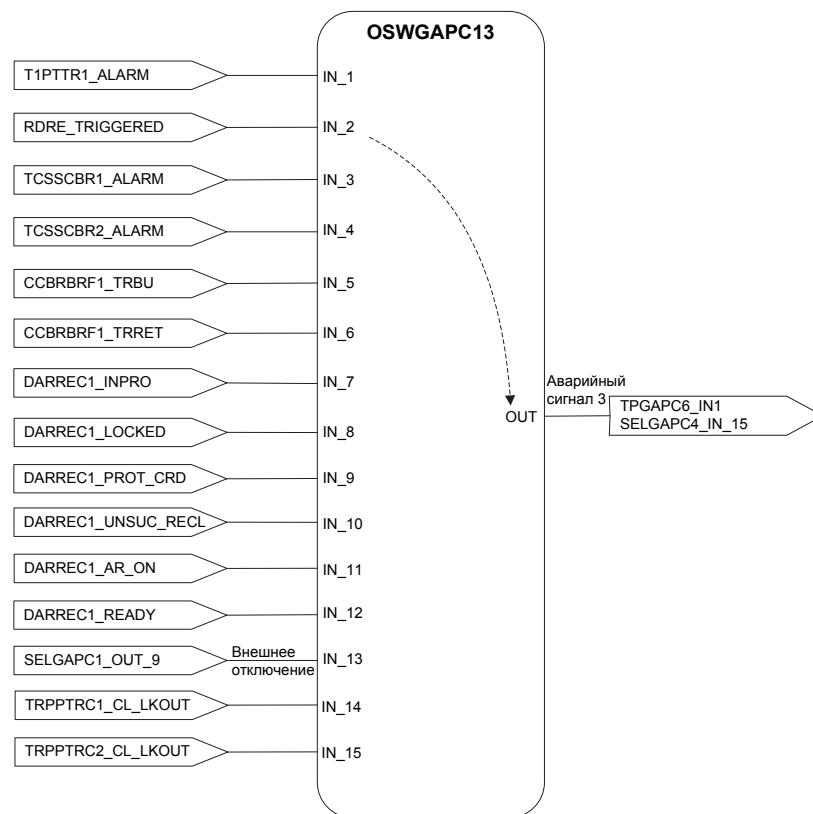 OSWGAPC13
T1PTTR1_ALARM IN_1
RDRE_TRIGGERED IN_2
TCSSCBR1_ALARM IN_3
TCSSCBR2_ALARM IN_4
CCBRBRF1_TRBU IN_5
CCBRBRF1_TRRET IN_6
DARREC1_INPRO IN_7
DARREC1_LOCKED IN_8
DARREC1_PROT_CRD IN_9
DARREC1_UNSUC_RECL IN_10
DARREC1_AR_ON IN_11
DARREC1_READY IN_12
SELGAPC1_OUT_9 Внешнее
отключение IN_13
TRPPTRC1_CL_LKOUT IN_14
TRPPTRC2_CL_LKOUT IN_15
OUT
Аварийный
сигнал 3
TPGAPC6_IN1
SELGAPC4_IN_15